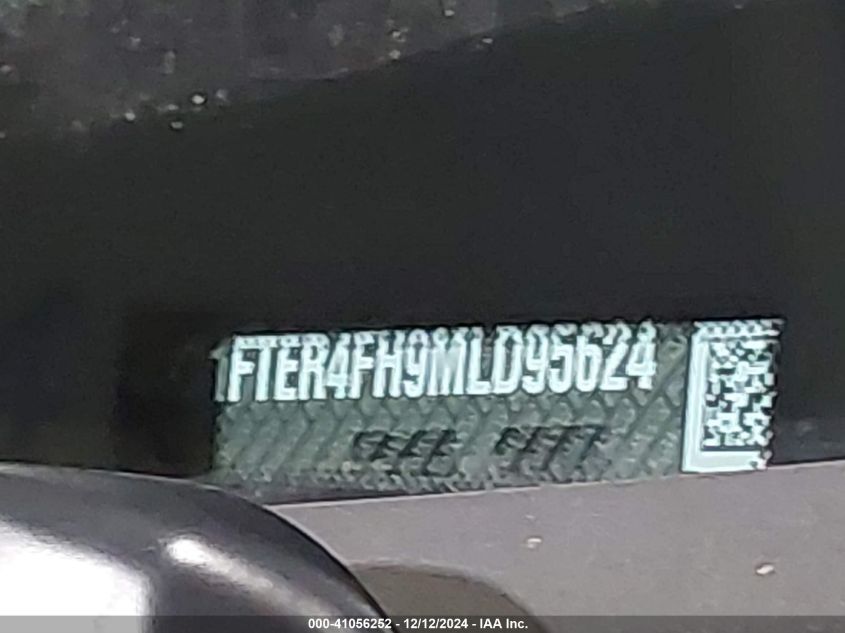 1FTER4FH9MLD95624
000-41056252 - 12/12/2024 - IAA Inc.